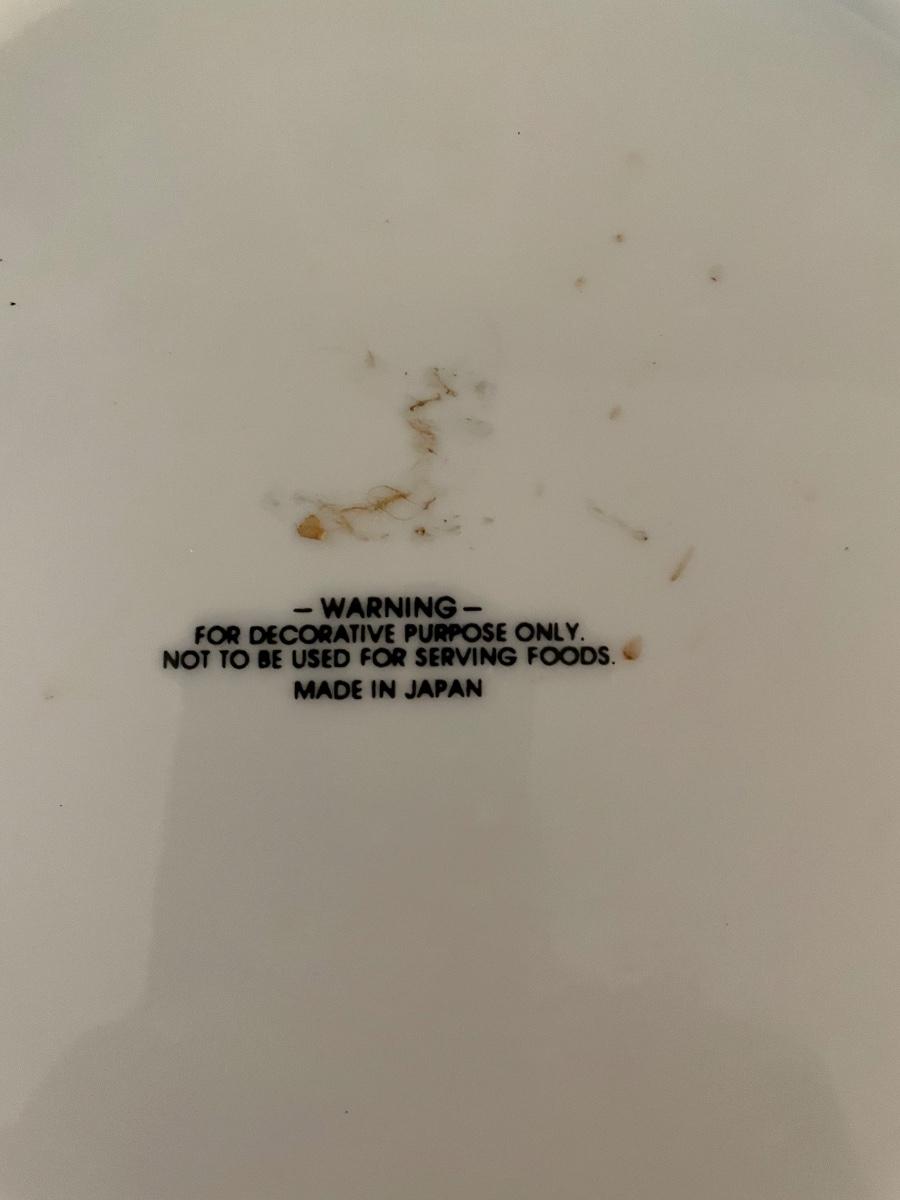 – WARNING –
FOR DECORATIVE PURPOSE ONLY.
NOT TO BE USED FOR SERVING FOODS.
MADE IN JAPAN